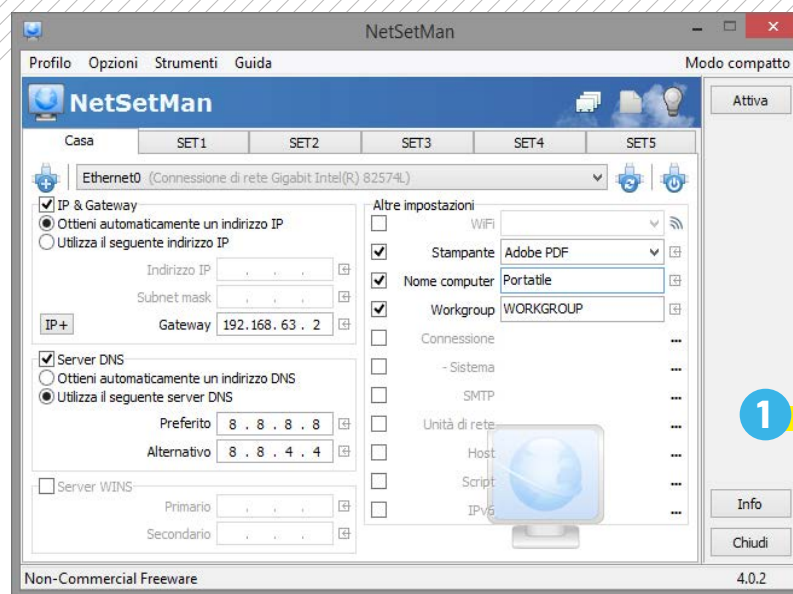 NetSetMan
Profilo Opzioni Strumenti Guida Modo compatto
NetSetMan
Attiva
Casa SET1 SET2 SET3 SET4 SET5
Ethernet0 (Connessione di rete Gigabit Intel(R) 82574L)
IP & Gateway
Ottieni automaticamente un indirizzo IP
Utilizza il seguente indirizzo IP
Indirizzo IP
Subnet mask
IP+ Gateway 192.168.63.2
Server DNS
Ottieni automaticamente un indirizzo DNS
Utilizza il seguente server DNS
Preferito 8.8.8.8
Alternativo 8.8.4.4
Server WINS
Primario
Secondario
Altre impostazioni
WiFi
Stampante Adobe PDF
Nome computer Portatile
Workgroup WORKGROUP
Connessione ...
- Sistema ...
SMTP ...
Unità di rete ...
Host ...
Script ...
IPv6 ...
1
Info
Chiudi
Non-Commercial Freeware 4.0.2